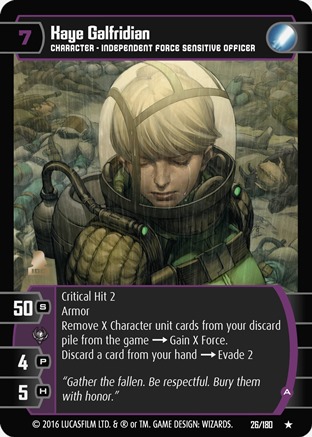 7
Kaye Galfridian
CHARACTER - INDEPENDENT FORCE SENSITIVE OFFICER
50 S
4 P
5 H
Critical Hit 2
Armor
Remove X Character unit cards from your discard
pile from the game → Gain X Force.
Discard a card from your hand → Evade 2
"Gather the fallen. Be respectful. Bury them
with honor."
A
© 2016 LUCASFILM LTD. & ® or TM. GAME DESIGN: WIZARDS.
26/180 ★